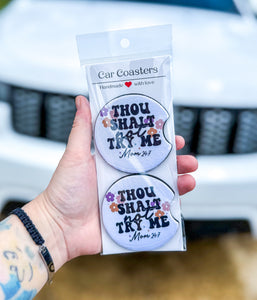 Car Coasters
Handmade ❤ with love
THOU
SHALT
not
TRY ME
Mom 24:7
THOU
SHALT
not
TRY ME
Mom 24:7